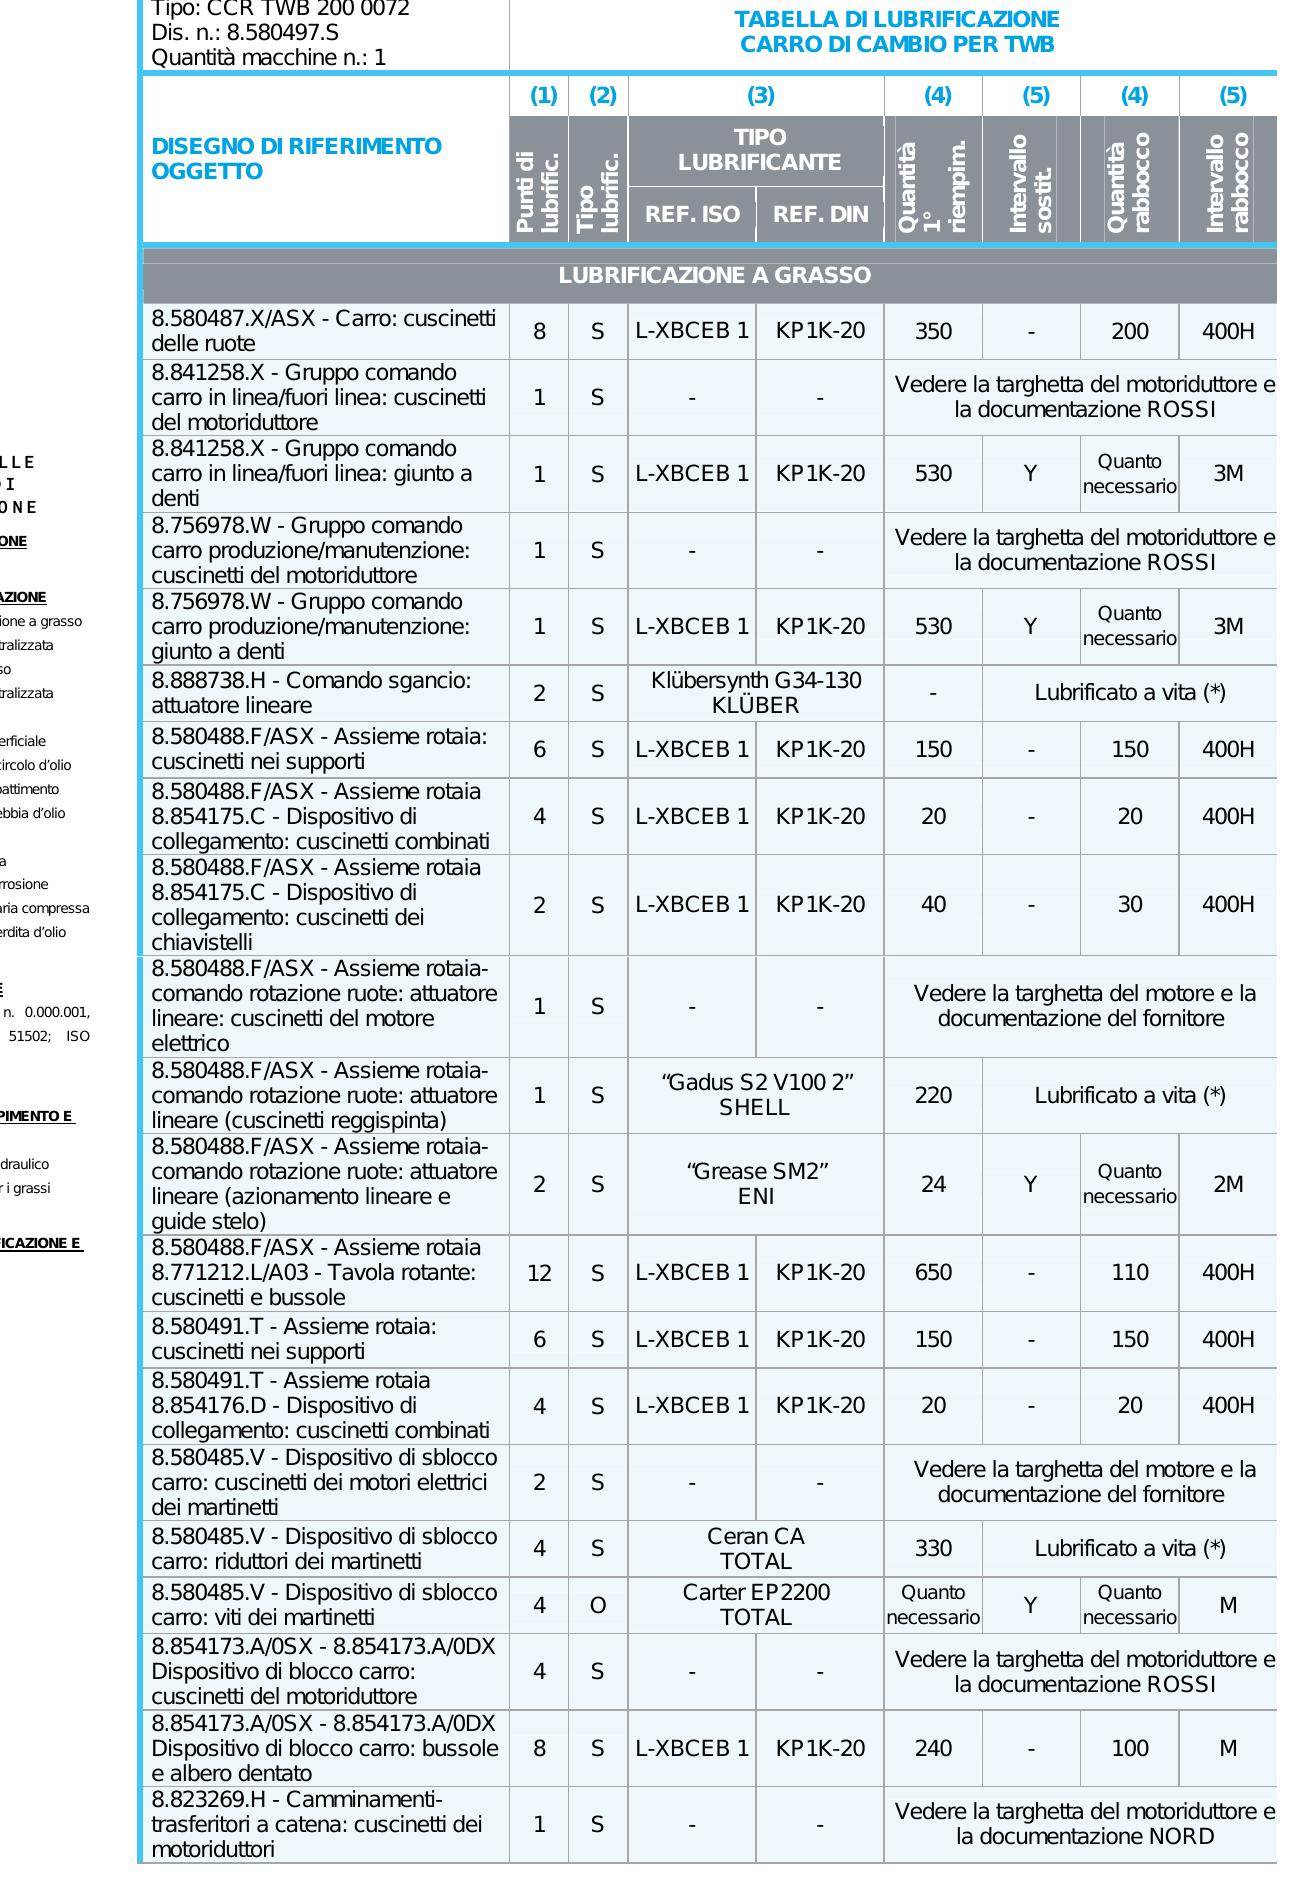 Tipo: CCR TWB 200 0072
Dis. n.: 8.580497.S
Quantità macchine n.: 1
TABELLA DI LUBRIFICAZIONE
CARRO DI CAMBIO PER TWB
DISEGNO DI RIFERIMENTO
OGGETTO
(1) (2) (3) (4) (5) (4) (5)
Punti di
lubrific.
Tipo
lubrific.
TIPO
LUBRIFICANTE
REF. ISO
REF. DIN
Quantità
1°
riempim.
Intervallo
sostit.
Quantità
rabbocco
Intervallo
rabbocco
LUBRIFICAZIONE A GRASSO
8.580487.X/ASX - Carro: cuscinetti
delle ruote
8 S L-XBCEB 1 KP1K-20 350 - 200 400H
8.841258.X - Gruppo comando
carro in linea/fuori linea: cuscinetti
del motoriduttore
1 S - -
Vedere la targhetta del motoriduttore e
la documentazione ROSSI
8.841258.X - Gruppo comando
carro in linea/fuori linea: giunto a
denti
1 S L-XBCEB 1 KP1K-20 530 Y
Quanto
necessario
3M
8.756978.W - Gruppo comando
carro produzione/manutenzione:
cuscinetti del motoriduttore
1 S - -
Vedere la targhetta del motoriduttore e
la documentazione ROSSI
8.756978.W - Gruppo comando
carro produzione/manutenzione:
giunto a denti
1 S L-XBCEB 1 KP1K-20 530 Y
Quanto
necessario
3M
8.888738.H - Comando sgancio:
attuatore lineare
2 S
Klübersynth G34-130
KLÜBER
- Lubrificato a vita (*)
8.580488.F/ASX - Assieme rotaia:
cuscinetti nei supporti
6 S L-XBCEB 1 KP1K-20 150 - 150 400H
8.580488.F/ASX - Assieme rotaia
8.854175.C - Dispositivo di
collegamento: cuscinetti combinati
4 S L-XBCEB 1 KP1K-20 20 - 20 400H
8.580488.F/ASX - Assieme rotaia
8.854175.C - Dispositivo di
collegamento: cuscinetti dei
chiavistelli
2 S L-XBCEB 1 KP1K-20 40 - 30 400H
8.580488.F/ASX - Assieme rotaia-
comando rotazione ruote: attuatore
lineare: cuscinetti del motore
elettrico
1 S - -
Vedere la targhetta del motore e la
documentazione del fornitore
8.580488.F/ASX - Assieme rotaia-
comando rotazione ruote: attuatore
lineare (cuscinetti reggispinta)
1 S
“Gadus S2 V100 2”
SHELL
220 Lubrificato a vita (*)
8.580488.F/ASX - Assieme rotaia-
comando rotazione ruote: attuatore
lineare (azionamento lineare e
guide stelo)
2 S
“Grease SM2”
ENI
24 Y
Quanto
necessario
2M
8.580488.F/ASX - Assieme rotaia
8.771212.L/A03 - Tavola rotante:
cuscinetti e bussole
12 S L-XBCEB 1 KP1K-20 650 - 110 400H
8.580491.T - Assieme rotaia:
cuscinetti nei supporti
6 S L-XBCEB 1 KP1K-20 150 - 150 400H
8.580491.T - Assieme rotaia
8.854176.D - Dispositivo di
collegamento: cuscinetti combinati
4 S L-XBCEB 1 KP1K-20 20 - 20 400H
8.580485.V - Dispositivo di sblocco
carro: cuscinetti dei motori elettrici
dei martinetti
2 S - -
Vedere la targhetta del motore e la
documentazione del fornitore
8.580485.V - Dispositivo di sblocco
carro: riduttori dei martinetti
4 S
Ceran CA
TOTAL
330 Lubrificato a vita (*)
8.580485.V - Dispositivo di sblocco
carro: viti dei martinetti
4 O
Carter EP2200
TOTAL
Quanto
necessario
Y
Quanto
necessario
M
8.854173.A/0SX - 8.854173.A/0DX
Dispositivo di blocco carro:
cuscinetti del motoriduttore
4 S - -
Vedere la targhetta del motoriduttore e
la documentazione ROSSI
8.854173.A/0SX - 8.854173.A/0DX
Dispositivo di blocco carro: bussole
e albero dentato
8 S L-XBCEB 1 KP1K-20 240 - 100 M
8.823269.H - Camminamenti-
trasferitori a catena: cuscinetti dei
motoriduttori
1 S - -
Vedere la targhetta del motoriduttore e
la documentazione NORD
LLE
DI
ONE
ONE
AZIONE
ione a grasso
tralizzata
so
tralizzata
erficiale
circolo d’olio
battimento
ebbia d’olio
a
rrosione
aria compressa
erdita d’olio
E
n. 0.000.001,
51502; ISO
PIMENTO E
draulico
r i grassi
FICAZIONE E